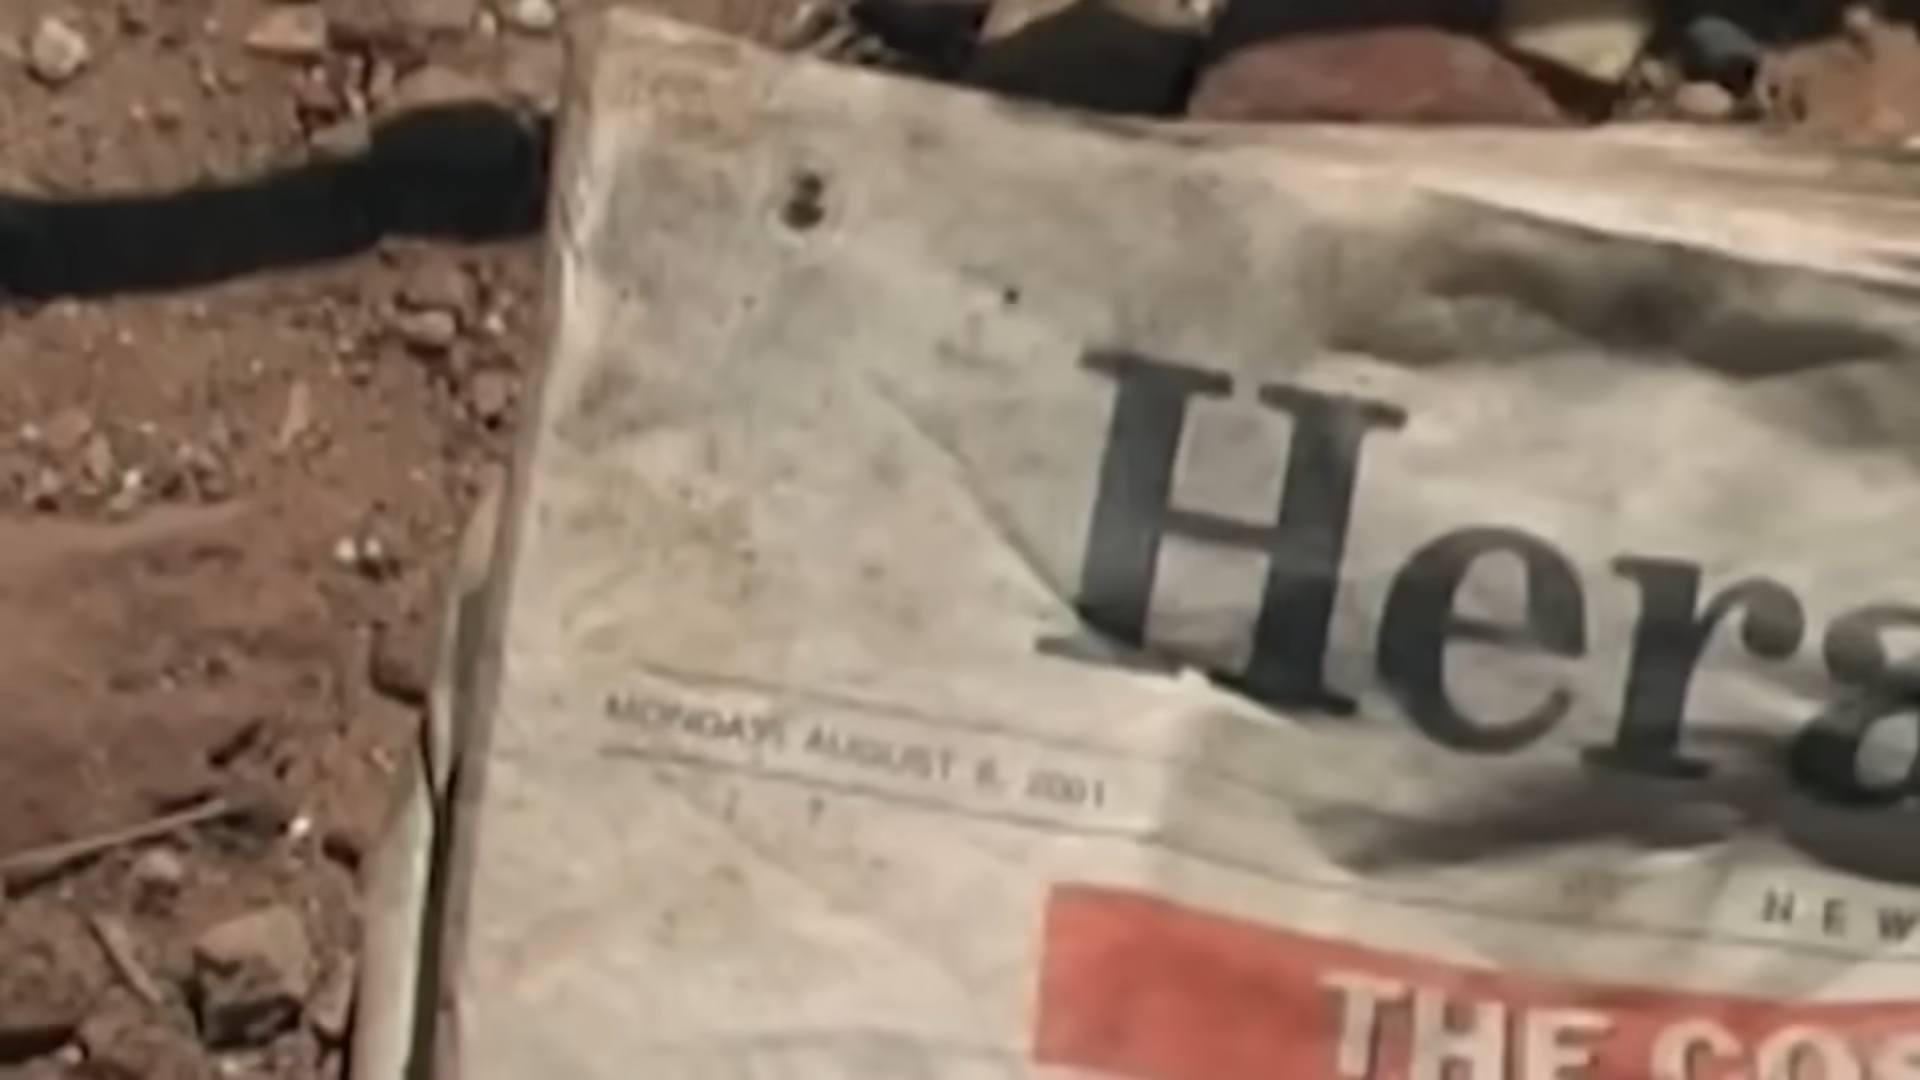 Hera
MONDAY, AUGUST 6, 2001
NEW
THE COS